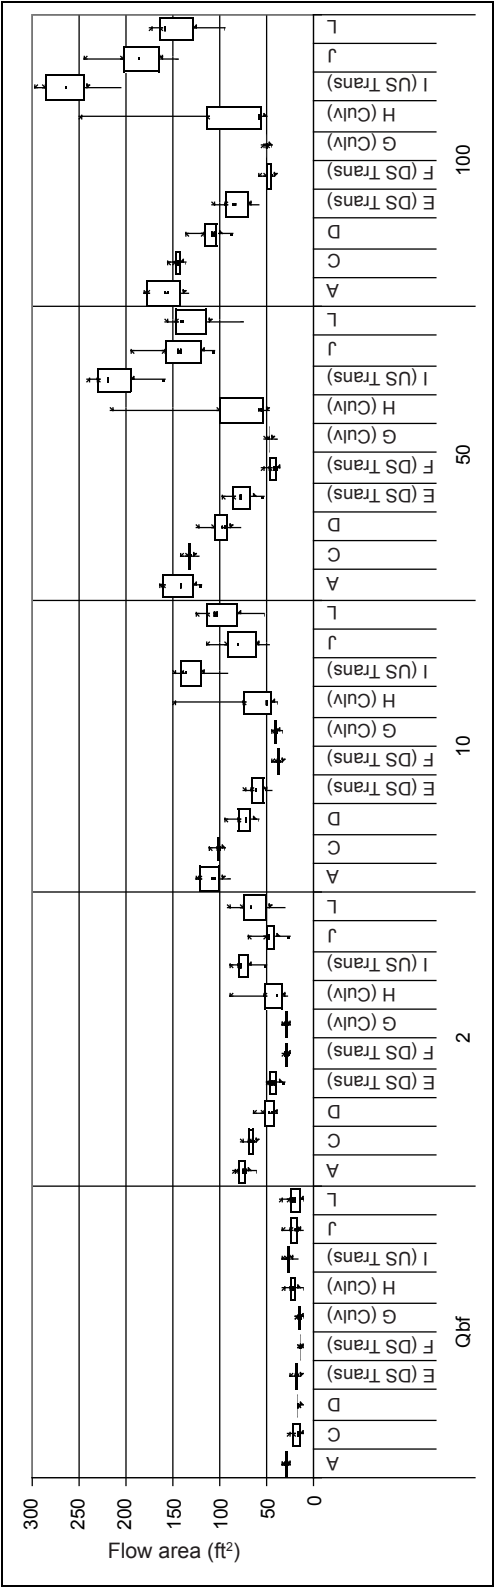 L
J
I (US Trans)
H (Culv)
G (Culv)
F (DS Trans)
E (DS Trans)
D
C
A
100
L
J
I (US Trans)
H (Culv)
G (Culv)
F (DS Trans)
E (DS Trans)
D
C
A
50
L
J
I (US Trans)
H (Culv)
G (Culv)
F (DS Trans)
E (DS Trans)
D
C
A
10
L
J
I (US Trans)
H (Culv)
G (Culv)
F (DS Trans)
E (DS Trans)
D
C
A
2
L
J
I (US Trans)
H (Culv)
G (Culv)
F (DS Trans)
E (DS Trans)
D
C
A
Qbf
300
250
200
150
100
50
0
Flow area (ft²)